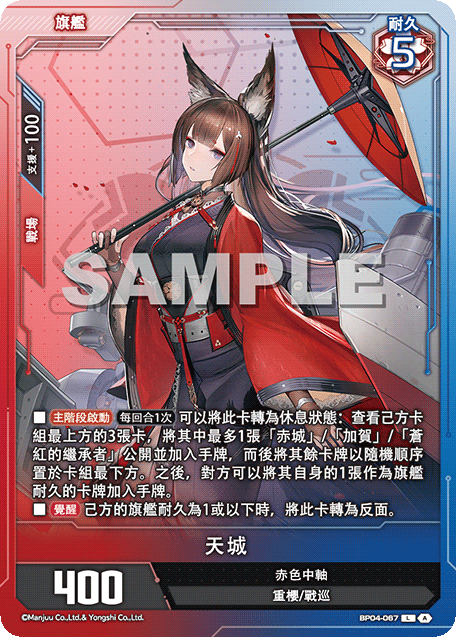 旗艦
耐久
5
支援+100
戰場
SAMPLE
■ 主階段啟動 每回合1次 可以將此卡轉為休息狀態：查看己方卡
組最上方的3張卡，將其中最多1張「赤城」/「加賀」/「蒼
紅的繼承者」公開並加入手牌，而後將其餘卡牌以隨機順序
置於卡組最下方。之後，對方可以將其自身的1張作為旗艦
耐久的卡牌加入手牌。
■ 覺醒 己方的旗艦耐久為1或以下時，將此卡轉為反面。
天城
400
赤色中軸
重櫻/戰巡
©Manjuu Co.,Ltd.& Yongshi Co.,Ltd.
BP04-067 L A